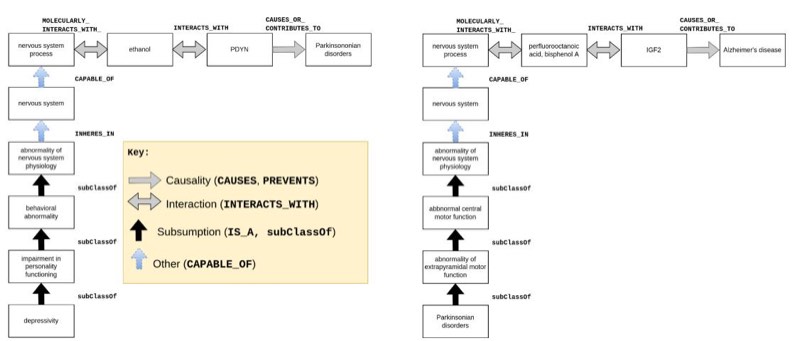 MOLECULARLY_
INTERACTS_WITH_
INTERACTS_WITH
CAUSES_OR_
CONTRIBUTES_TO
nervous system
process
ethanol
PDYN
Parkinsononian
disorders
CAPABLE_OF
nervous system
INHERES_IN
abnormality of
nervous system
physiology
subClassOf
behavioral
abnormality
subClassOf
impairment in
personality
functioning
subClassOf
depressivity
Key:
Causality (CAUSES, PREVENTS)
Interaction (INTERACTS_WITH)
Subsumption (IS_A, subClassOf)
Other (CAPABLE_OF)
MOLECULARLY_
INTERACTS_WITH_
INTERACTS_WITH
CAUSES_OR_
CONTRIBUTES_TO
nervous system
process
perfluorooctanoic
acid, bisphenol A
IGF2
Alzheimer's disease
CAPABLE_OF
nervous system
INHERES_IN
abnormality of
nervous system
physiology
subClassOf
abbnormal central
motor function
subClassOf
abnormality of
extrapyramidal motor
function
subClassOf
Parkinsonian
disorders